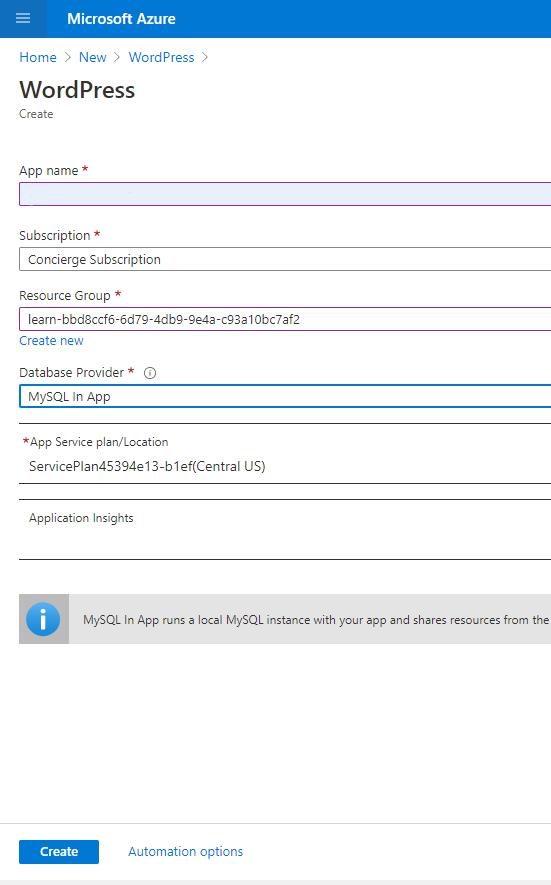 Microsoft Azure
Home > New > WordPress >
WordPress
Create
App name *
Subscription *
Concierge Subscription
Resource Group *
learn-bbd8ccf6-6d79-4db9-9e4a-c93a10bc7af2
Create new
Database Provider *
MySQL In App
*App Service plan/Location
ServicePlan45394e13-b1ef(Central US)
Application Insights
MySQL In App runs a local MySQL instance with your app and shares resources from the
Create
Automation options